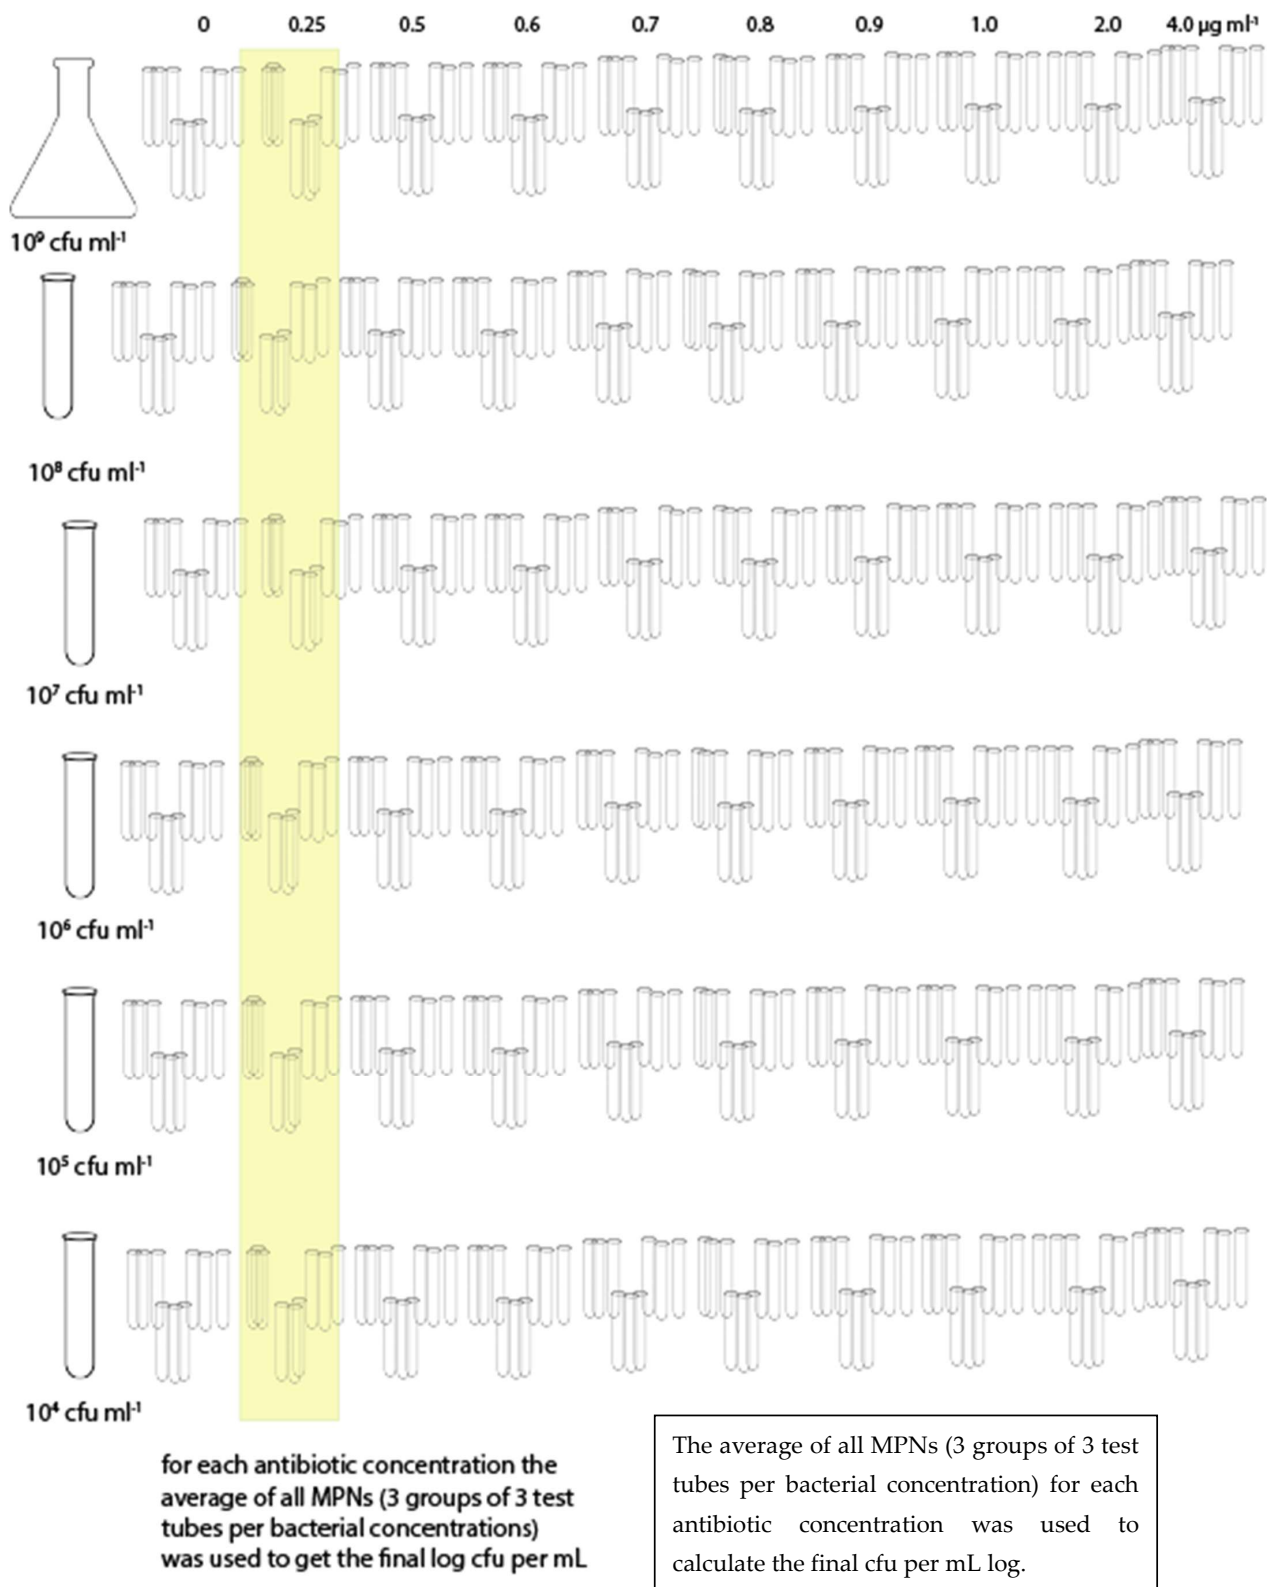 0 0.25 0.5 0.6 0.7 0.8 0.9 1.0 2.0 4.0 µg ml⁻¹
10⁹ cfu ml⁻¹
10⁸ cfu ml⁻¹
10⁷ cfu ml⁻¹
10⁶ cfu ml⁻¹
10⁵ cfu ml⁻¹
10⁴ cfu ml⁻¹
for each antibiotic concentration the
average of all MPNs (3 groups of 3 test
tubes per bacterial concentrations)
was used to get the final log cfu per mL
The average of all MPNs (3 groups of 3 test
tubes per bacterial concentration) for each
antibiotic concentration was used to
calculate the final cfu per mL log.